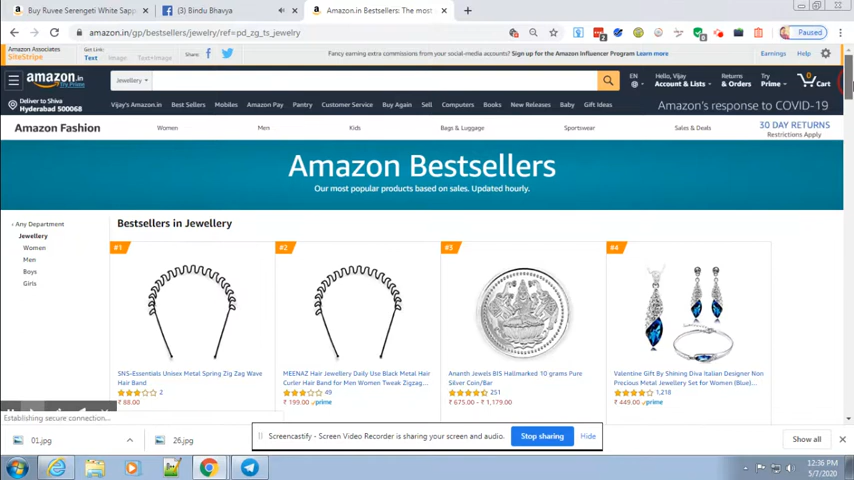 Buy Ruvee Serengeti White Sapp
(3) Bindu Bhavya
Amazon.in Bestsellers: The most
amazon.in/gp/bestsellers/jewelry/ref=pd_zg_ts_jewelry
Paused
Amazon Associates
SiteStripe
Get Link:
Text Image Text+Image
Share:
Fancy earning extra commissions from your social-media accounts? Sign up for the Amazon Influencer Program Learn more
Earnings Help
amazon.in
Try Prime
Jewellery
EN
Hello, Vijay
Account & Lists
Returns
& Orders
Try
Prime
0
Cart
Deliver to Shiva
Hyderabad 500068
Vijay's Amazon.in Best Sellers Mobiles Amazon Pay Pantry Customer Service Buy Again Sell Computers Books New Releases Baby Gift Ideas
Amazon's response to COVID-19
Amazon Fashion
Women Men Kids Bags & Luggage Sportswear Sales & Deals
30 DAY RETURNS
Restrictions Apply
Amazon Bestsellers
Our most popular products based on sales. Updated hourly.
‹ Any Department
Jewellery
Women
Men
Boys
Girls
Bestsellers in Jewellery
#1
SNS-Essentials Unisex Metal Spring Zig Zag Wave
Hair Band
2
₹ 88.00
#2
MEENAZ Hair Jewellery Daily Use Black Metal Hair
Curler Hair Band for Men Women Tweak Zigzag...
49
₹ 199.00 prime
#3
Ananth Jewels BIS Hallmarked 10 grams Pure
Silver Coin/Bar
251
₹ 675.00 - ₹ 1,179.00
#4
Valentine Gift By Shining Diva Italian Designer Non
Precious Metal Jewellery Set for Women (Blue)...
1,218
₹ 449.00 prime
Establishing secure connection...
01.jpg
26.jpg
Screencastify - Screen Video Recorder is sharing your screen and audio.
Stop sharing
Hide
Show all
12:36 PM
5/7/2020